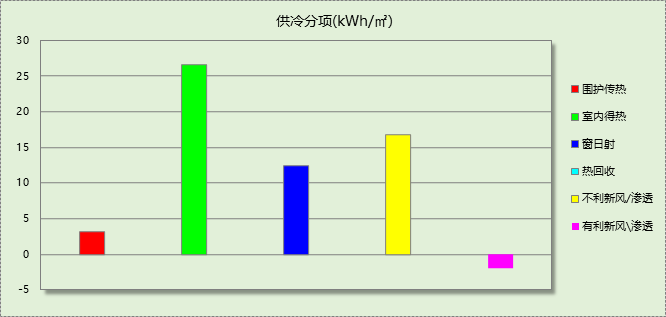 供冷分项(kWh/㎡)
30
25
20
15
10
5
0
-5
围护传热
室内得热
窗日射
热回收
不利新风/渗透
有利新风\渗透